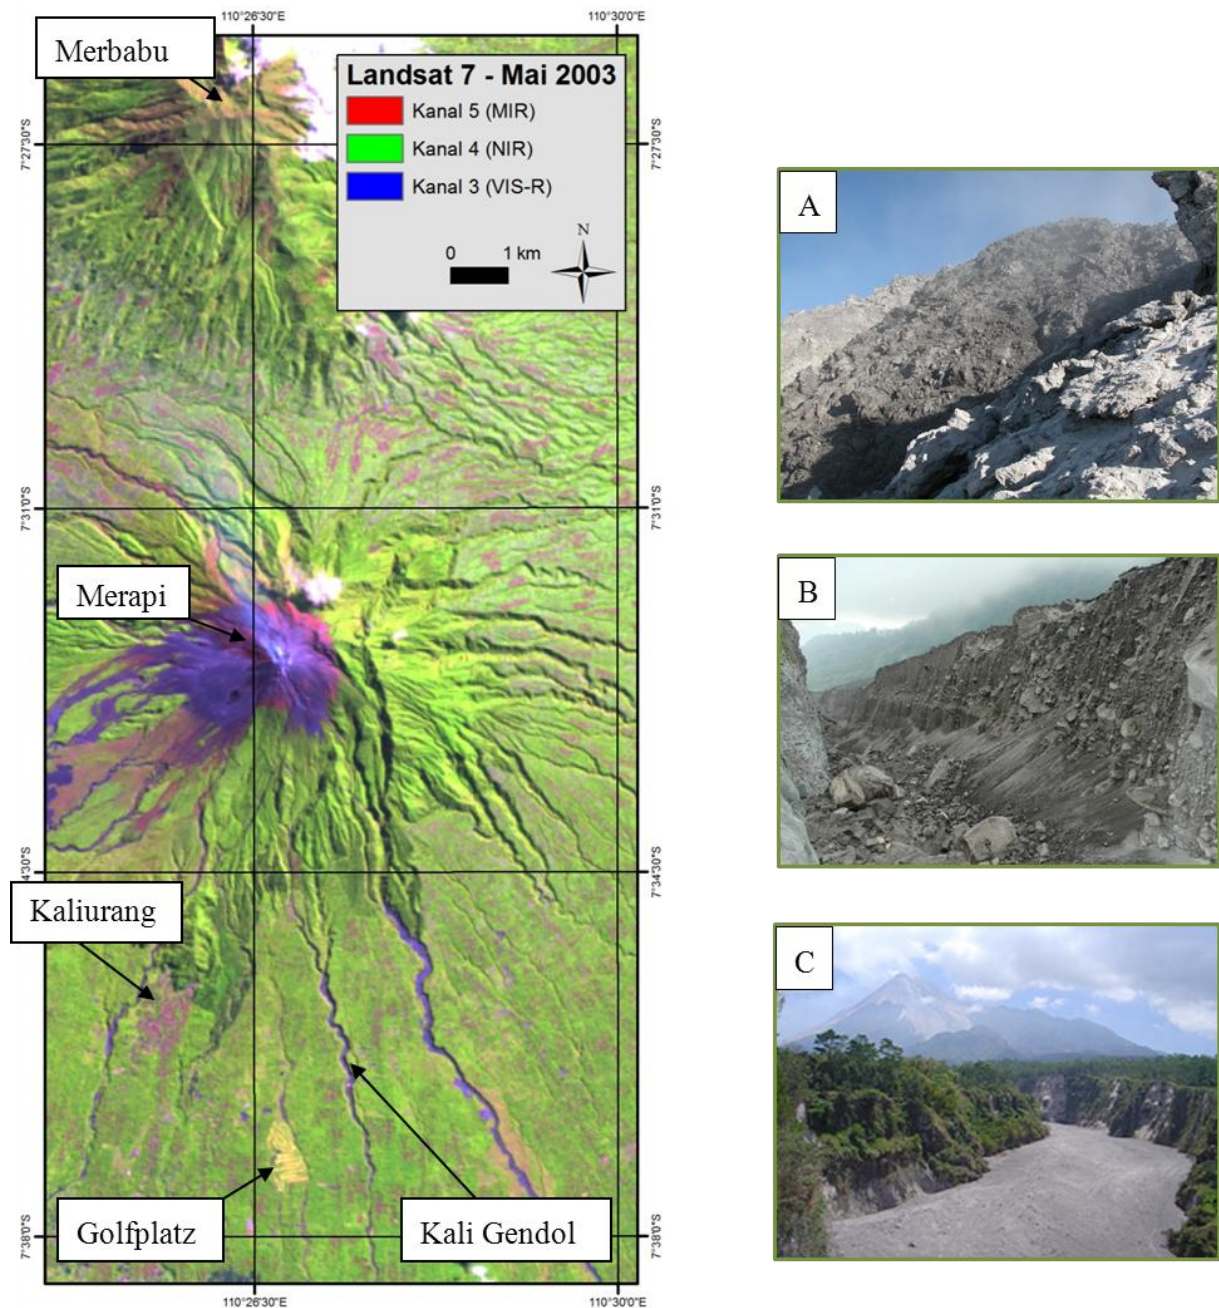 110°26'30"E
110°30'0"E
Merbabu
Landsat 7 - Mai 2003
Kanal 5 (MIR)
Kanal 4 (NIR)
Kanal 3 (VIS-R)
N
0 1 km
7°27'30"S
7°27'30"S
A
7°31'0"S
7°31'0"S
Merapi
B
4'30"S
7°34'30"S
Kaliurang
C
Golfplatz
Kali Gendol
7°38'0"S
7°38'0"S
110°26'30"E
110°30'0"E